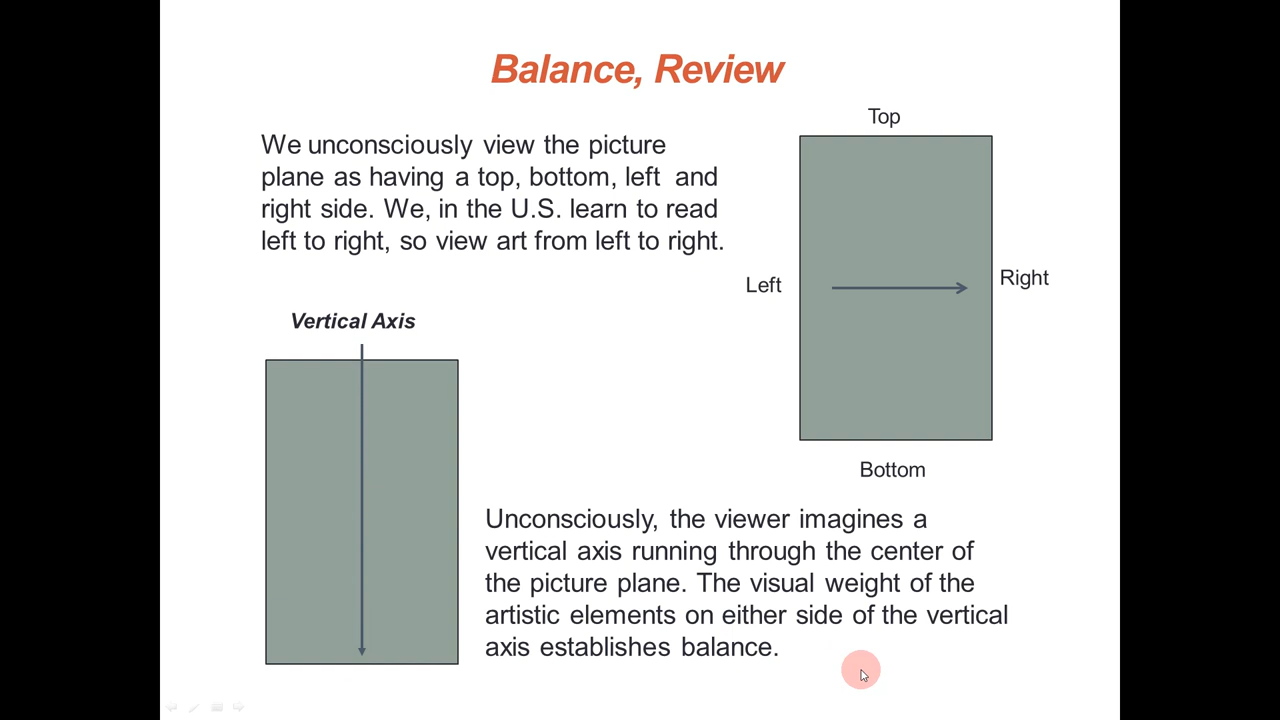 Balance, Review
We unconsciously view the picture
plane as having a top, bottom, left and
right side. We, in the U.S. learn to read
left to right, so view art from left to right.
Top
Left
Right
Bottom
Vertical Axis
Unconsciously, the viewer imagines a
vertical axis running through the center of
the picture plane. The visual weight of the
artistic elements on either side of the vertical
axis establishes balance.